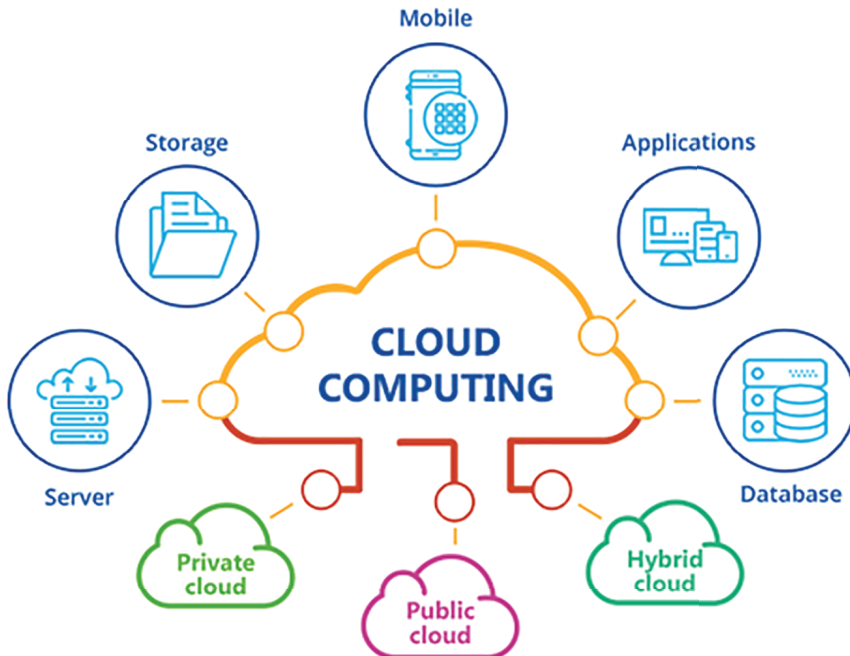 Mobile
Storage
Applications
CLOUD
COMPUTING
Server
Database
Private
cloud
Hybrid
cloud
Public
cloud